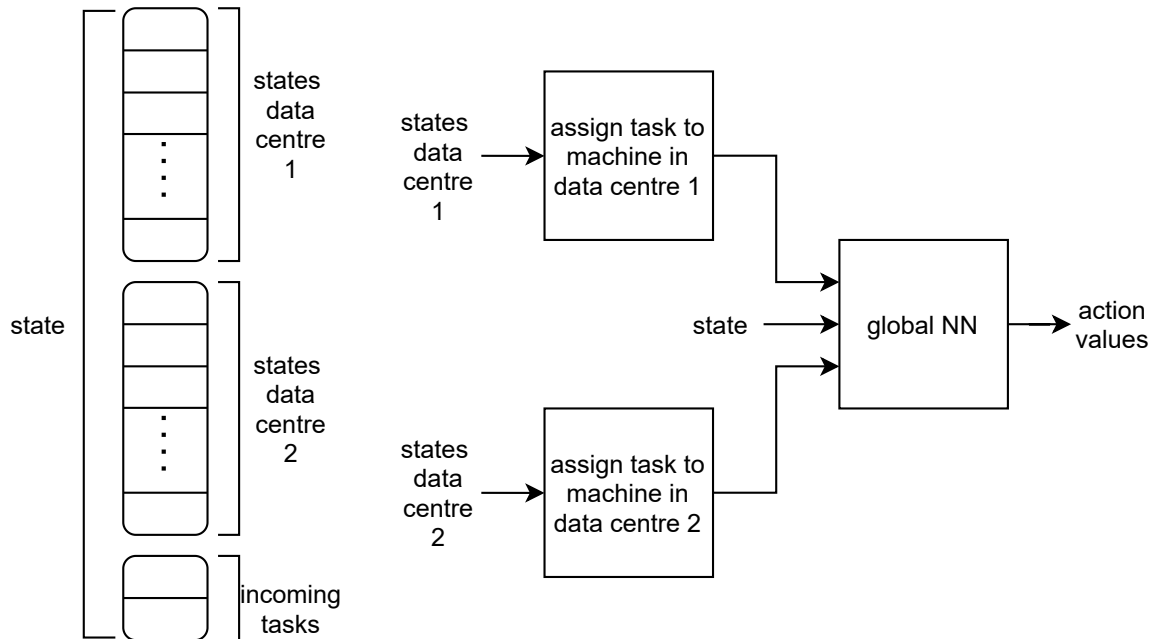 states
data
centre
1
state
states
data
centre
2
incoming
tasks
states
data
centre
1
assign task to
machine in
data centre 1
state
global NN
action
values
states
data
centre
2
assign task to
machine in
data centre 2